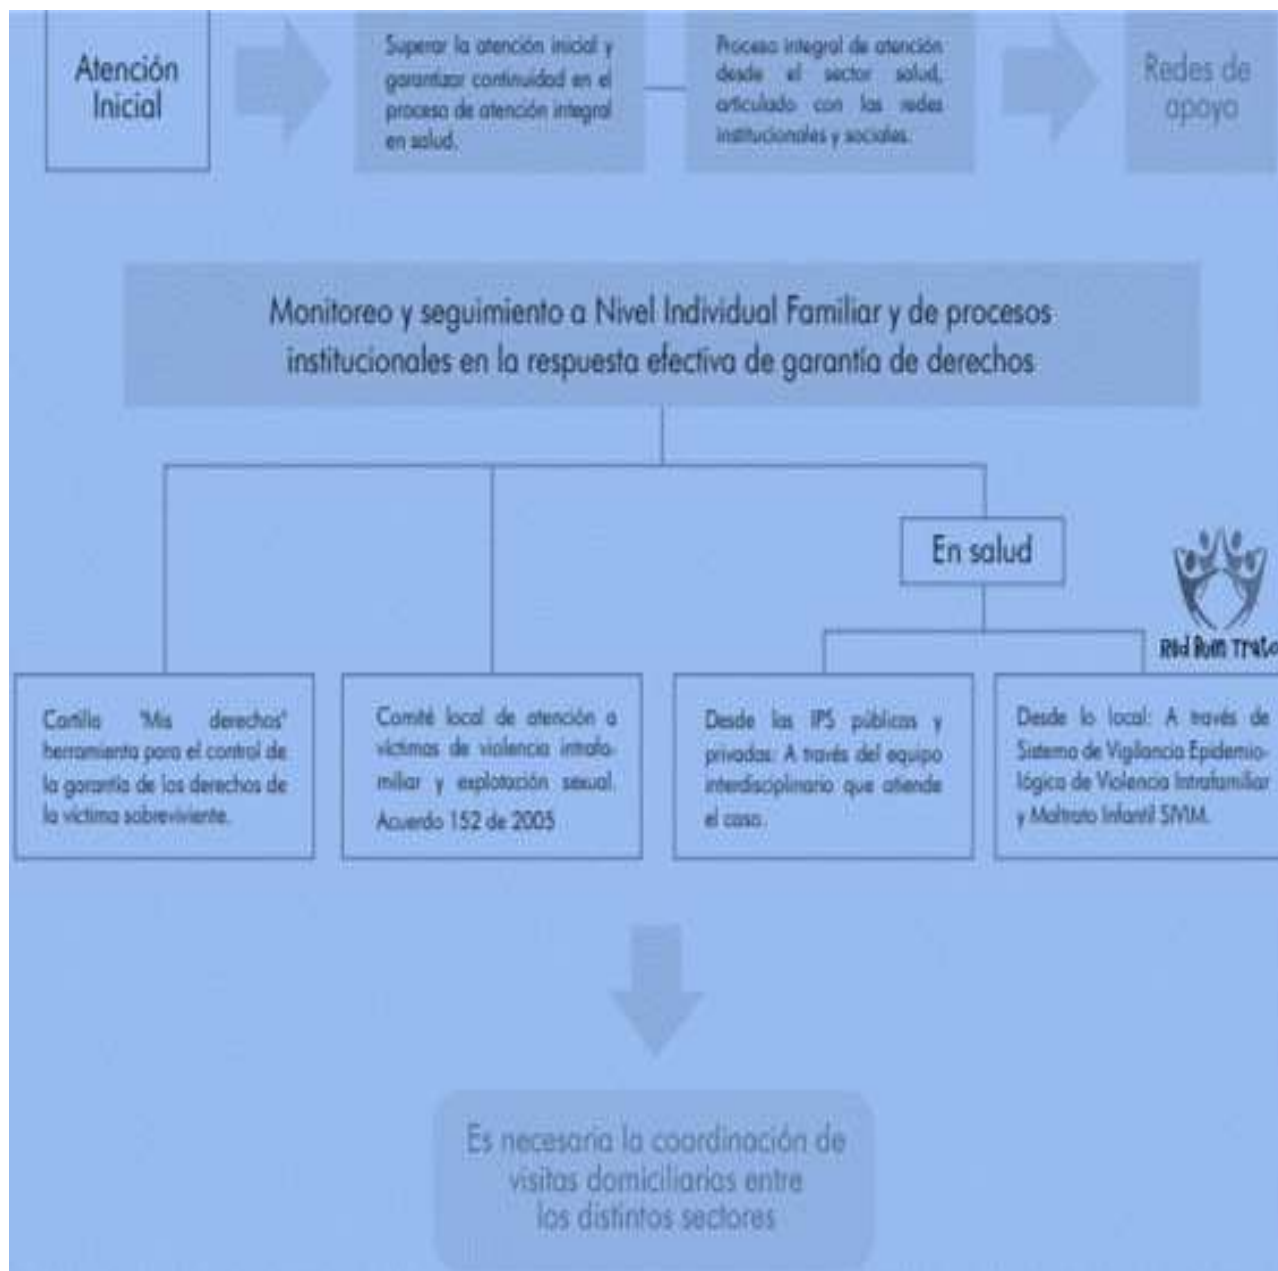 Atención
Inicial
Superar la atención inicial y
garantizar continuidad en el
proceso de atención integral
en salud.
Proceso integral de atención
desde el sector salud,
articulado con las redes
institucionales y sociales.
Redes de
apoyo
Monitoreo y seguimiento a Nivel Individual Familiar y de procesos
institucionales en la respuesta efectiva de garantía de derechos
En salud
Red Buen Trato
Cartilla "Mis derechos"
herramienta para el control de
la garantía de los derechos de
la víctima sobreviviente.
Comité local de atención a
víctimas de violencia intrafa-
miliar y explotación sexual.
Acuerdo 152 de 2005
Desde las IPS públicas y
privadas: A través del equipo
interdisciplinario que atiende
el caso.
Desde lo local: A través de
Sistema de Vigilancia Epidemio-
lógica de Violencia Intrafamiliar
y Maltrato Infantil SIVIM.
Es necesaria la coordinación de
visitas domiciliarias entre
los distintos sectores